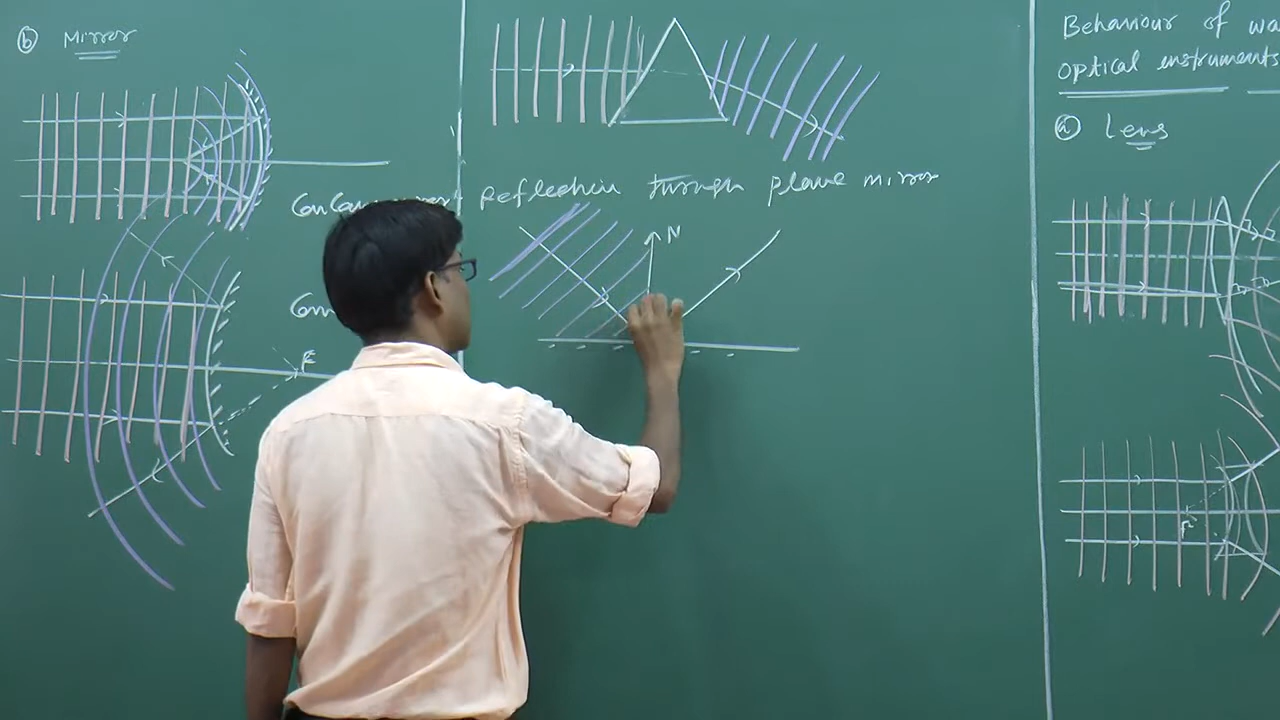 ⓑ Mirror
F
Reflection through plane mirror
N
Behaviour of wa
optical instruments
ⓐ Lens
F